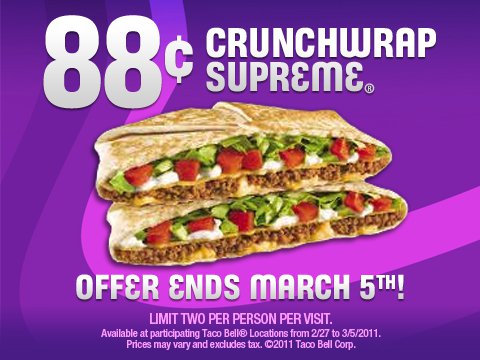 88¢ CRUNCHWRAP
SUPREME®
OFFER ENDS MARCH 5TH!
LIMIT TWO PER PERSON PER VISIT.
Available at participating Taco Bell® Locations from 2/27 to 3/5/2011.
Prices may vary and excludes tax. ©2011 Taco Bell Corp.